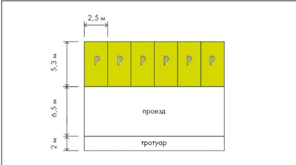 2,5 м
5,3 м
P P P P P P
6,5 м
проезд
2 м
тротуар